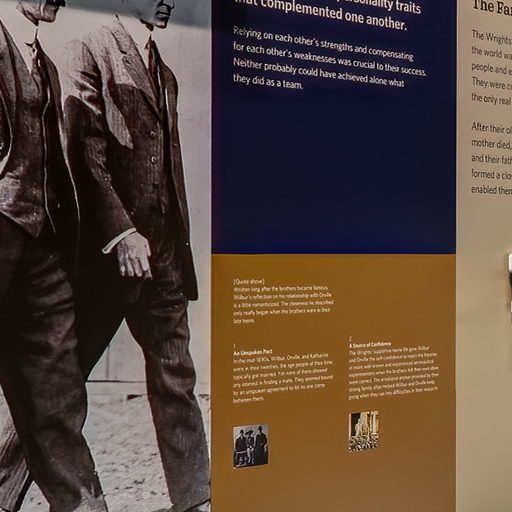 personality traits
that complemented one another.
Relying on each other's strengths and compensating
for each other's weaknesses was crucial to their success.
Neither probably could have achieved alone what
they did as a team.
[Quote above]
Written long after the brothers became famous,
Wilbur's reflection on his relationship with Orville
is a little romanticized. The closeness he described
only really began when the brothers were in their
late teens.
1
An Unspoken Pact
In the mid-1890s, Wilbur, Orville, and Katharine
were in their twenties, the age people of their time
typically got married. Yet none of them showed
any interest in finding a mate. They seemed bound
by an unspoken agreement to let no one come
between them.
2
A Source of Confidence
The Wrights' supportive home life gave Wilbur
and Orville the self-confidence to reject the theories
of more well-known and experienced aeronautical
experimenters when the brothers felt their own ideas
were correct. The emotional anchor provided by their
strong family often helped Wilbur and Orville keep
going when they ran into difficulties in their research
The Fa
The Wrights
the world wa
people and e
They were c
the only real
After their ol
mother died,
and their fath
formed a clos
enabled them